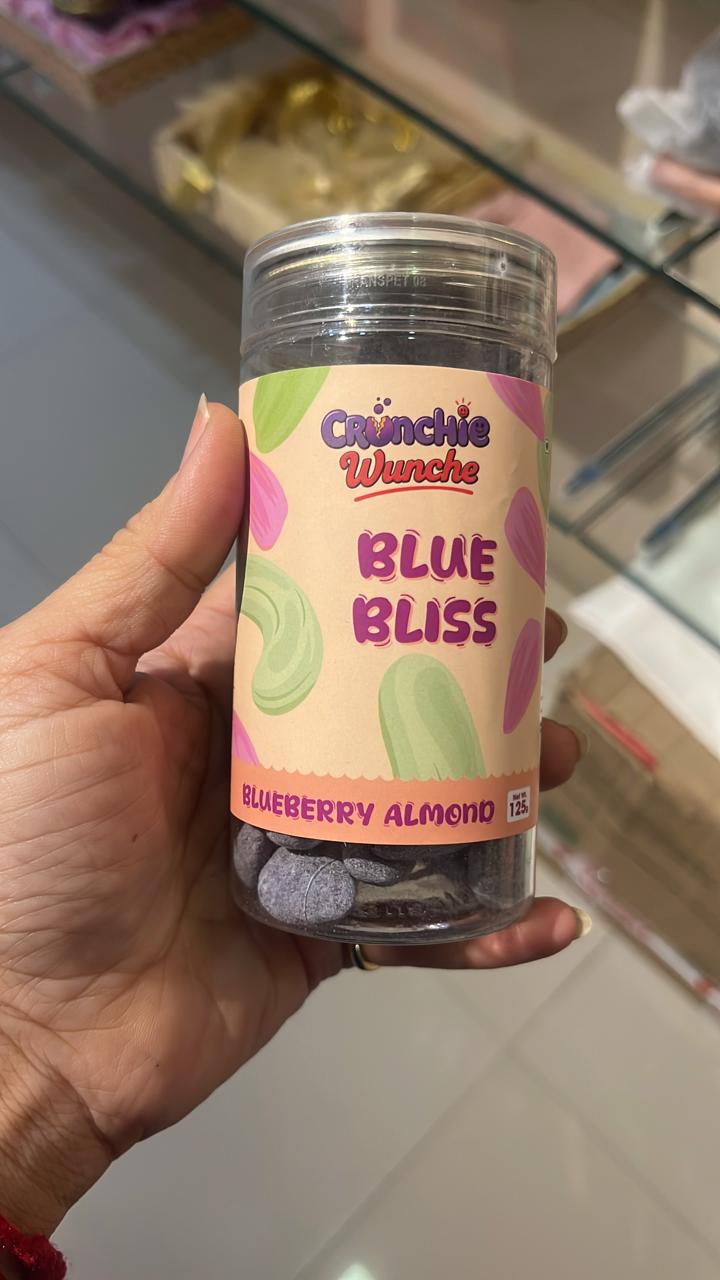 Crunchie
Wunche
BLUE
BLISS
BLUEBERRY ALMOND
Net Wt.
125g